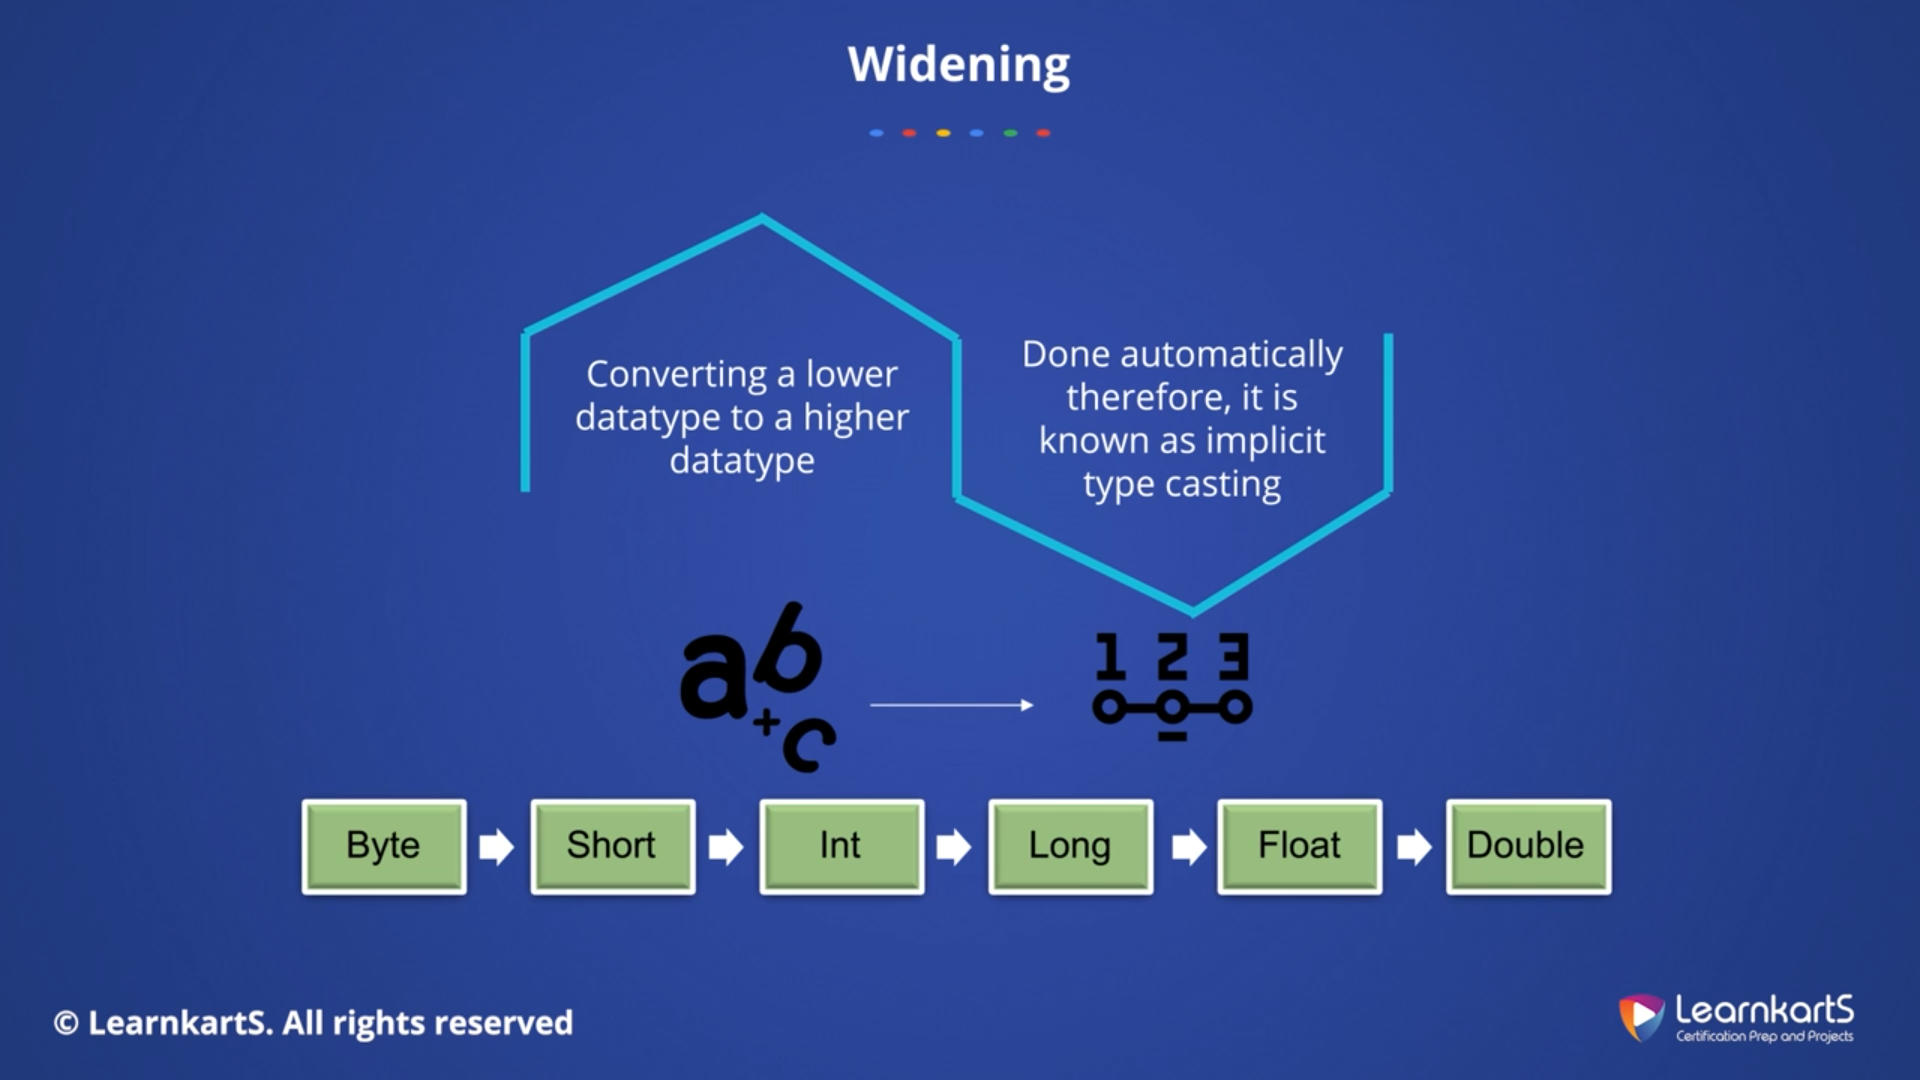 Widening
Converting a lower
datatype to a higher
datatype
Done automatically
therefore, it is
known as implicit
type casting
ab
+c
1 2 3
Byte
Short
Int
Long
Float
Double
© LearnkartS. All rights reserved
LearnkartS
Certification Prep and Projects